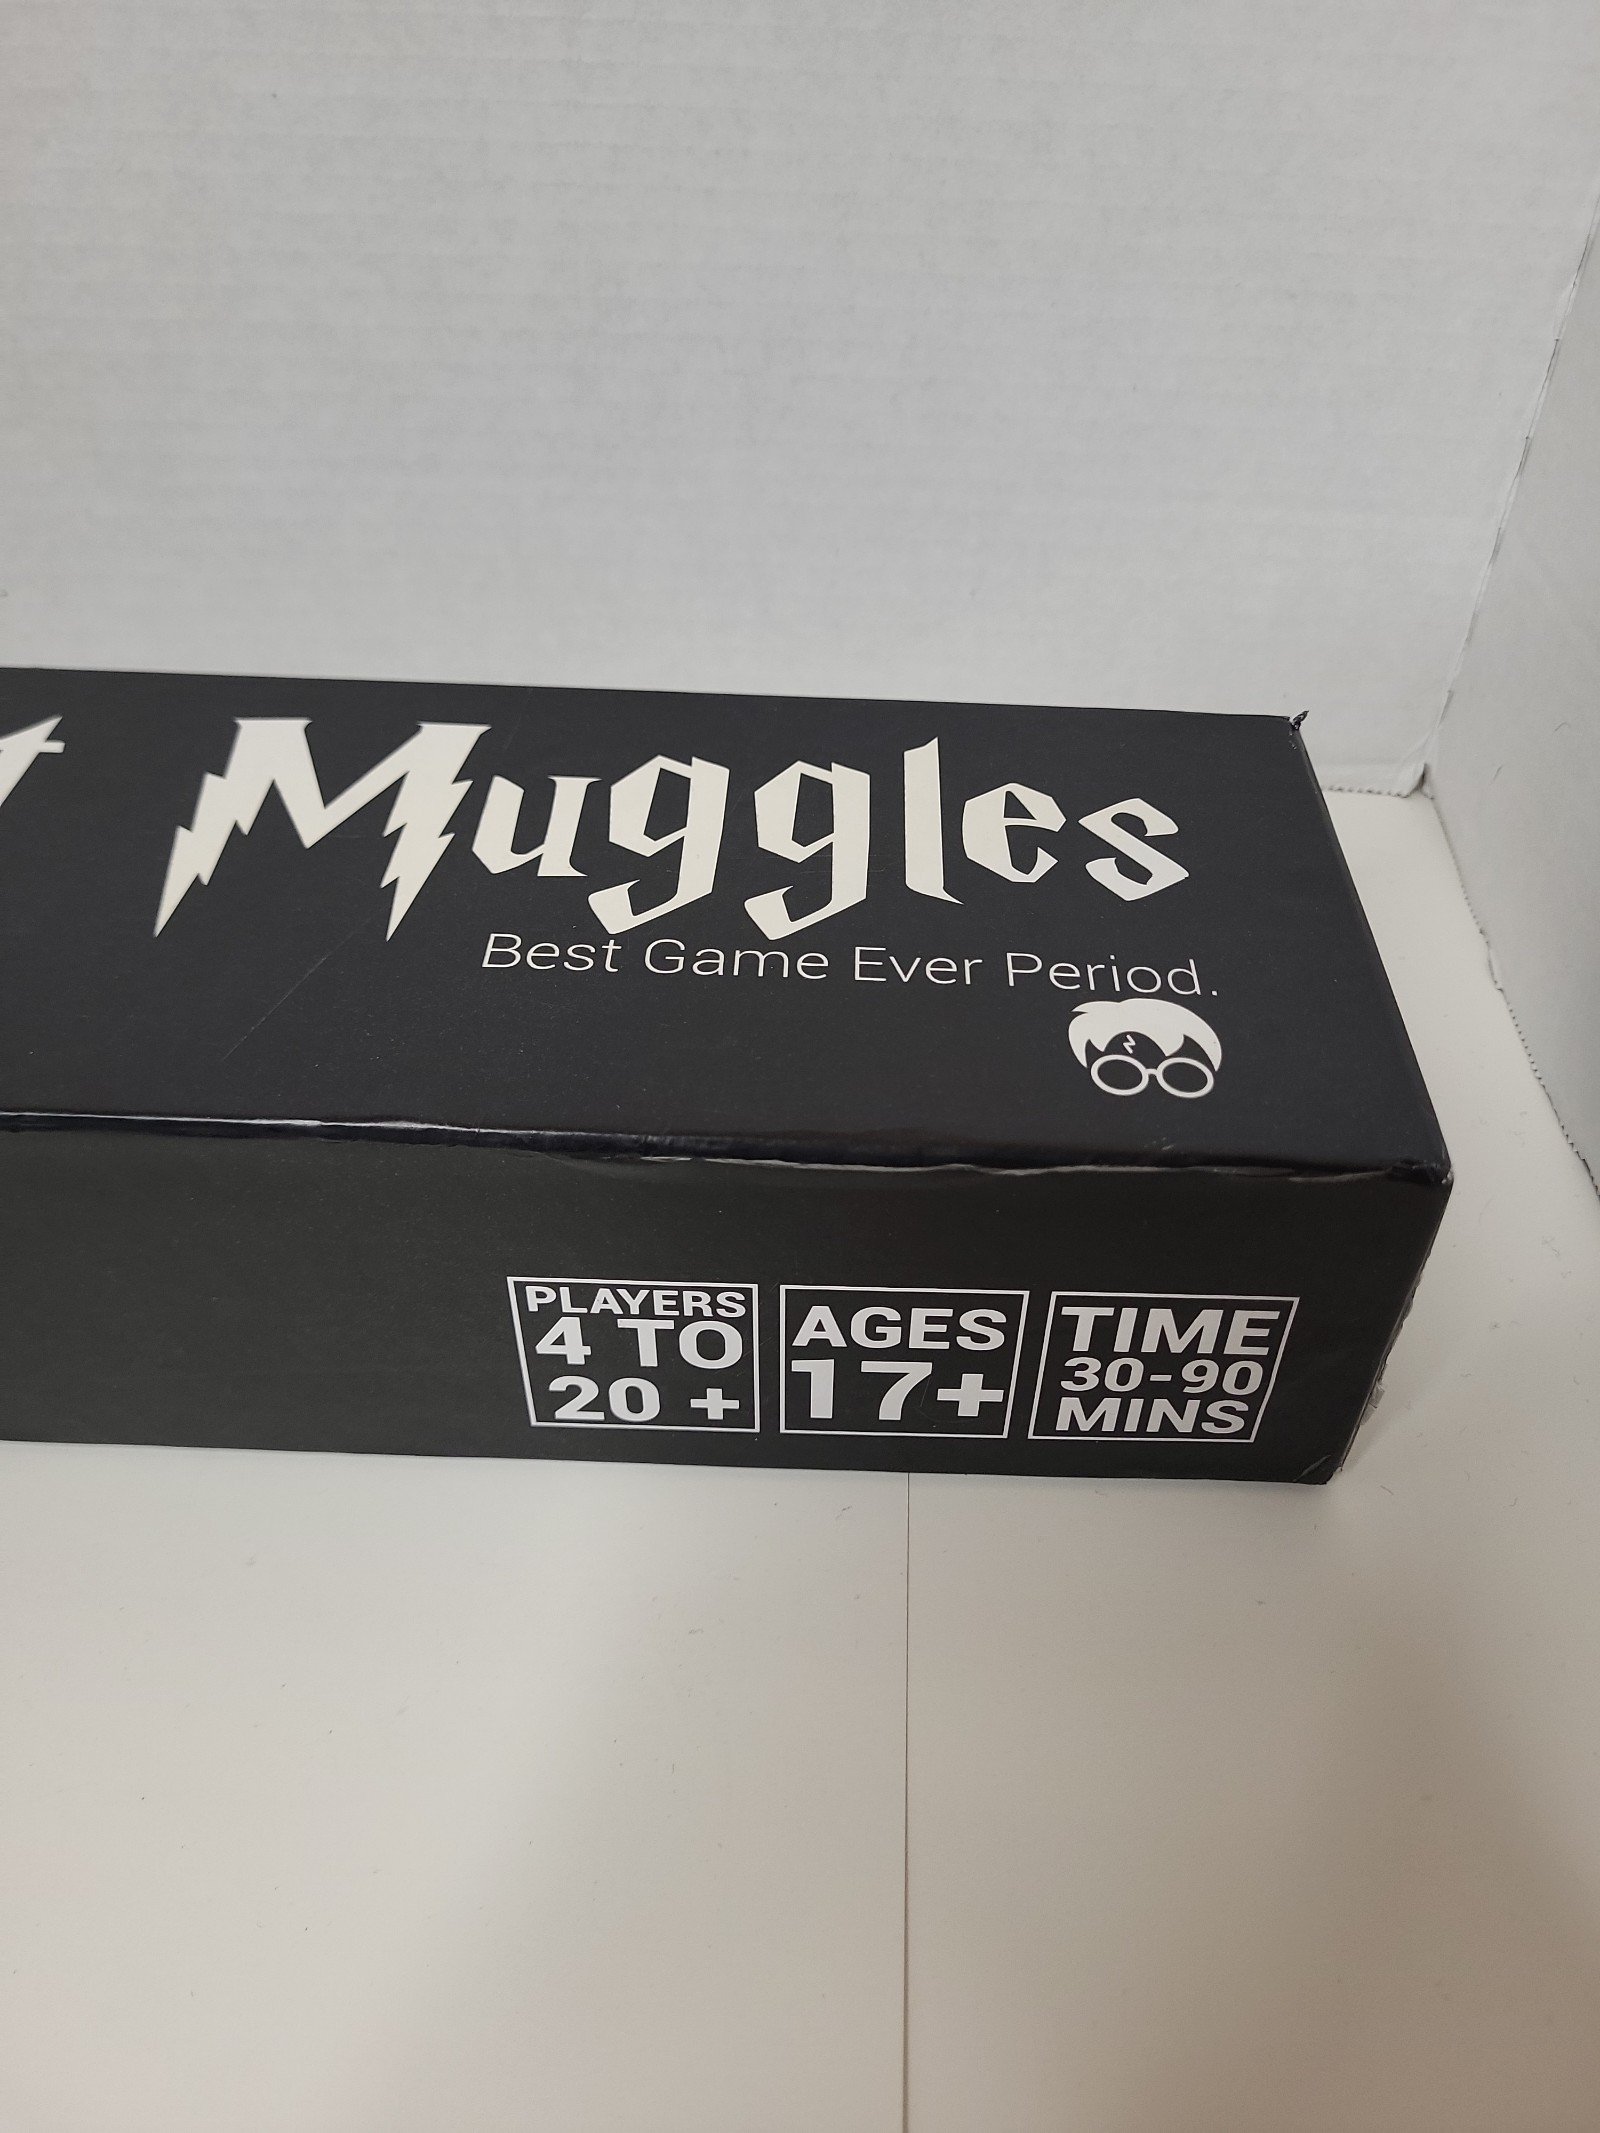 t Muggles
Best Game Ever Period.
PLAYERS
4 TO
20 +
AGES
17+
TIME
30-90
MINS